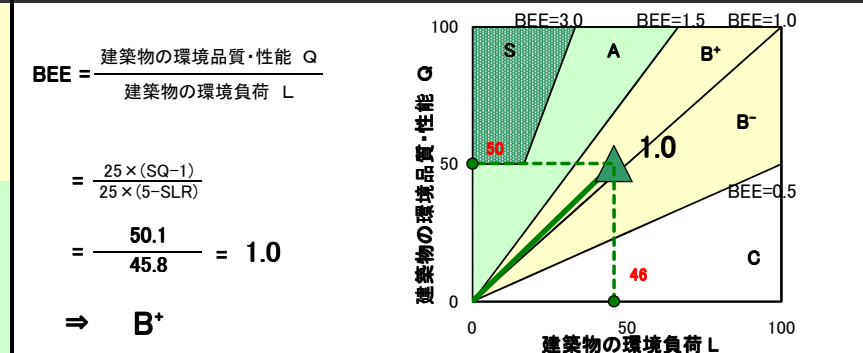 BEE = 建築物の環境品質・性能 Q
建築物の環境負荷 L
= 25×(SQ-1)
25×(5-SLR)
= 50.1
45.8
= 1.0
⇒ B⁺
建築物の環境品質・性能 Q
100
50
0
BEE=3.0 BEE=1.5 BEE=1.0
S A B⁺
B⁻
50
1.0
BEE=0.5
C
46
0 50 100
建築物の環境負荷 L